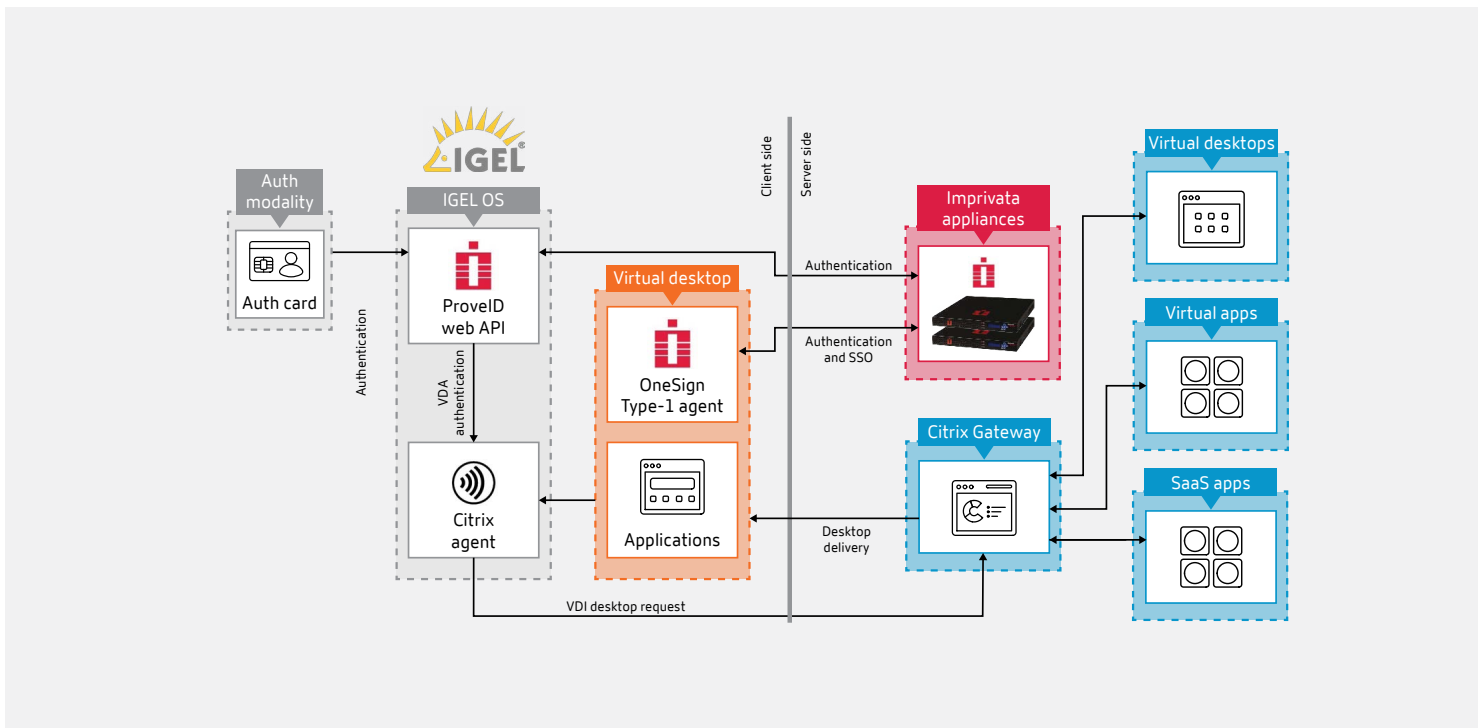 IGEL®
Auth
modality
Auth card
Authentication
IGEL OS
ProveID
web API
VDA
authentication
Citrix
agent
Virtual desktop
OneSign
Type-1 agent
Applications
Client side
Server side
Authentication
Authentication
and SSO
Desktop
delivery
VDI desktop request
Imprivata
appliances
Citrix Gateway
Virtual desktops
Virtual apps
SaaS apps